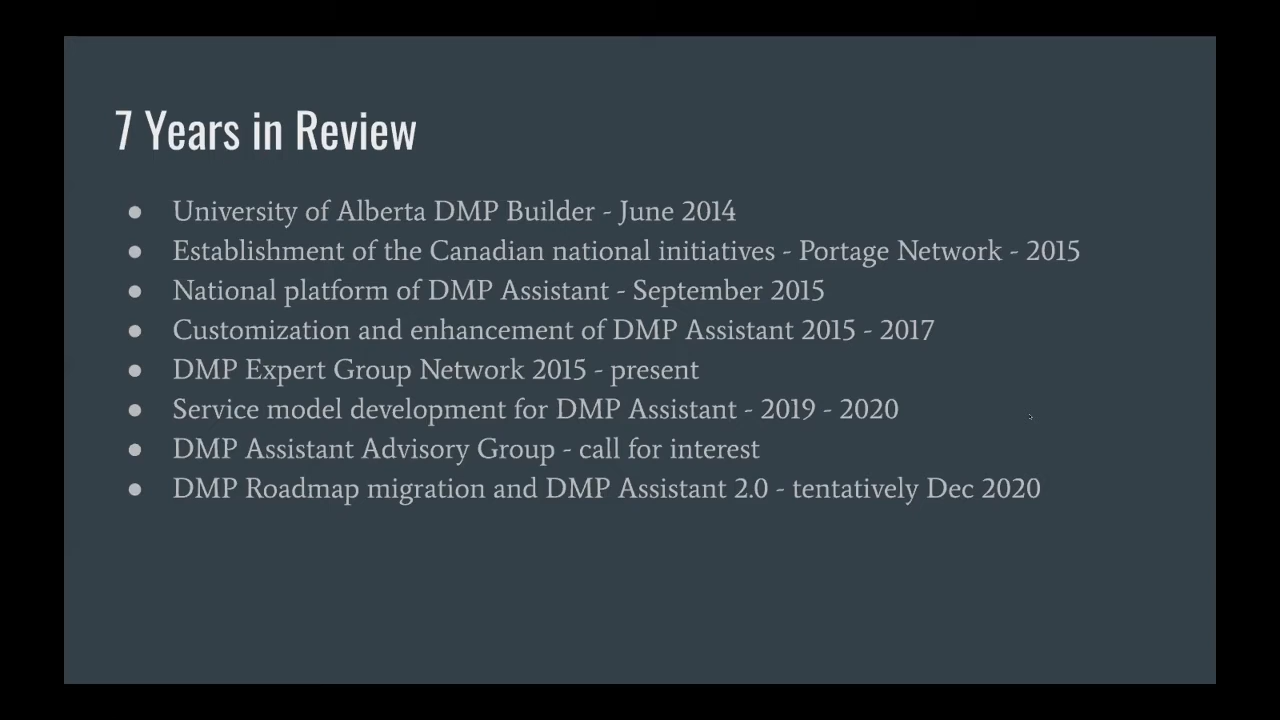 7 Years in Review
● University of Alberta DMP Builder - June 2014
● Establishment of the Canadian national initiatives - Portage Network - 2015
● National platform of DMP Assistant - September 2015
● Customization and enhancement of DMP Assistant 2015 - 2017
● DMP Expert Group Network 2015 - present
● Service model development for DMP Assistant - 2019 - 2020
● DMP Assistant Advisory Group - call for interest
● DMP Roadmap migration and DMP Assistant 2.0 - tentatively Dec 2020